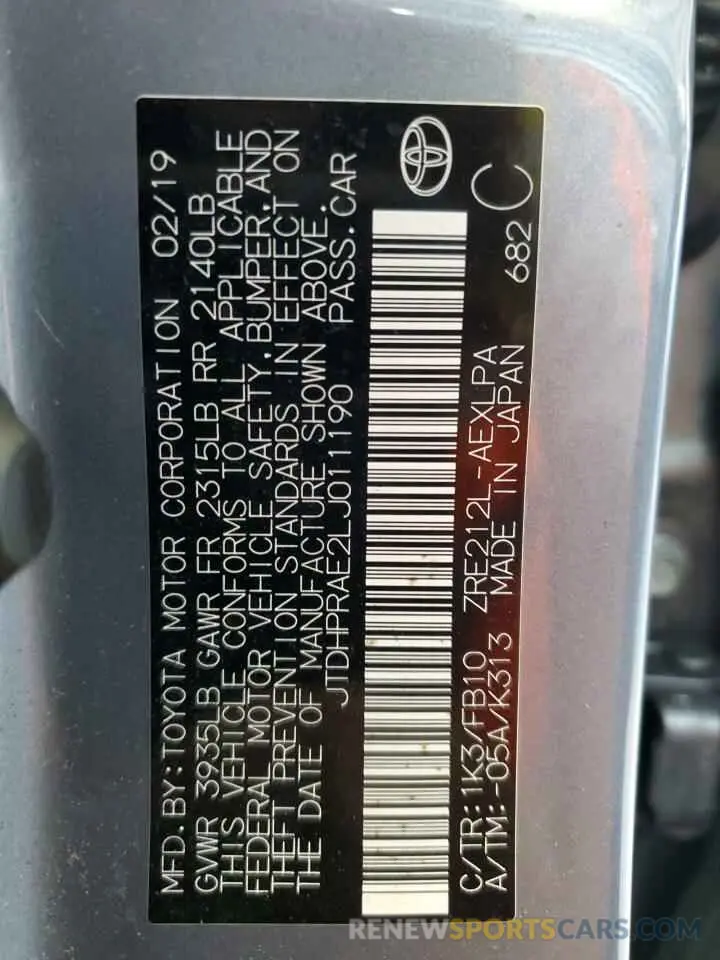 MFD. BY: TOYOTA MOTOR CORPORATION 02/19
GVWR 3935LB GAWR FR 2315LB RR 2140LB
THIS VEHICLE CONFORMS TO ALL APPLICABLE
FEDERAL MOTOR VEHICLE SAFETY, BUMPER, AND
THEFT PREVENTION STANDARDS IN EFFECT ON
THE DATE OF MANUFACTURE SHOWN ABOVE.
JTDHPRAE2LJ011190 PASS. CAR
C/TR: 1K3/FB10 ZRE212L-AEXLPA 682 C
A/TM: -05A/K313 MADE IN JAPAN
RENEWSPORTSCARS.COM